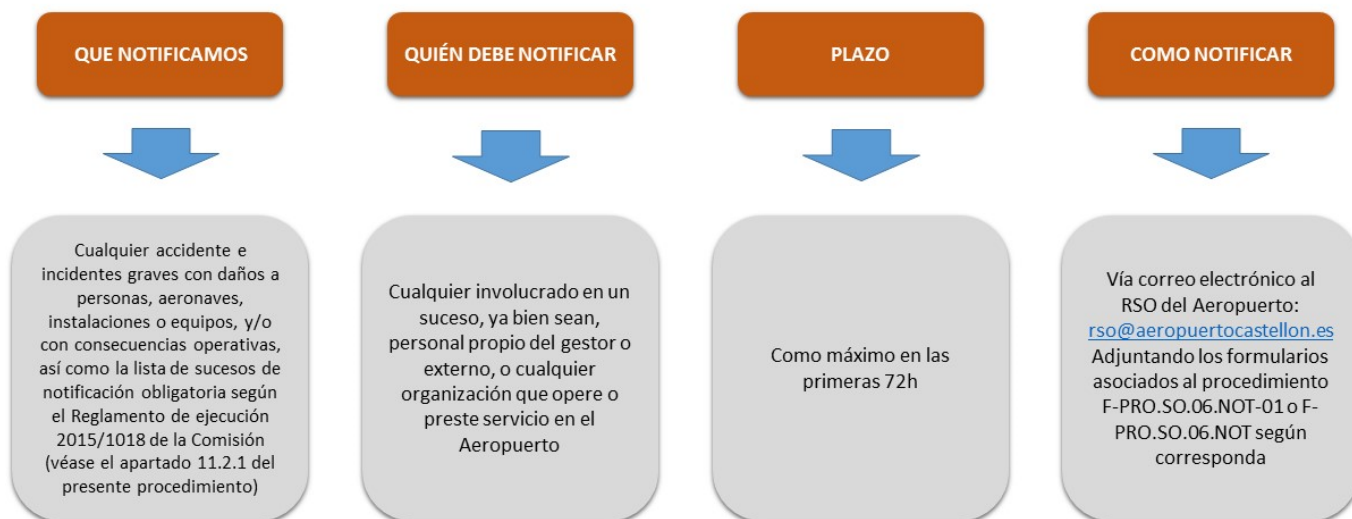 QUE NOTIFICAMOS
Cualquier accidente e
incidentes graves con daños a
personas, aeronaves,
instalaciones o equipos, y/o
con consecuencias operativas,
así como la lista de sucesos de
notificación obligatoria según
el Reglamento de ejecución
2015/1018 de la Comisión
(véase el apartado 11.2.1 del
presente procedimiento)
QUIÉN DEBE NOTIFICAR
Cualquier involucrado en un
suceso, ya bien sean,
personal propio del gestor o
externo, o cualquier
organización que opere o
preste servicio en el
Aeropuerto
PLAZO
Como máximo en las
primeras 72h
COMO NOTIFICAR
Vía correo electrónico al
RSO del Aeropuerto:
rso@aeropuertocastellon.es
Adjuntando los formularios
asociados al procedimiento
F-PRO.SO.06.NOT-01 o F-
PRO.SO.06.NOT según
corresponda